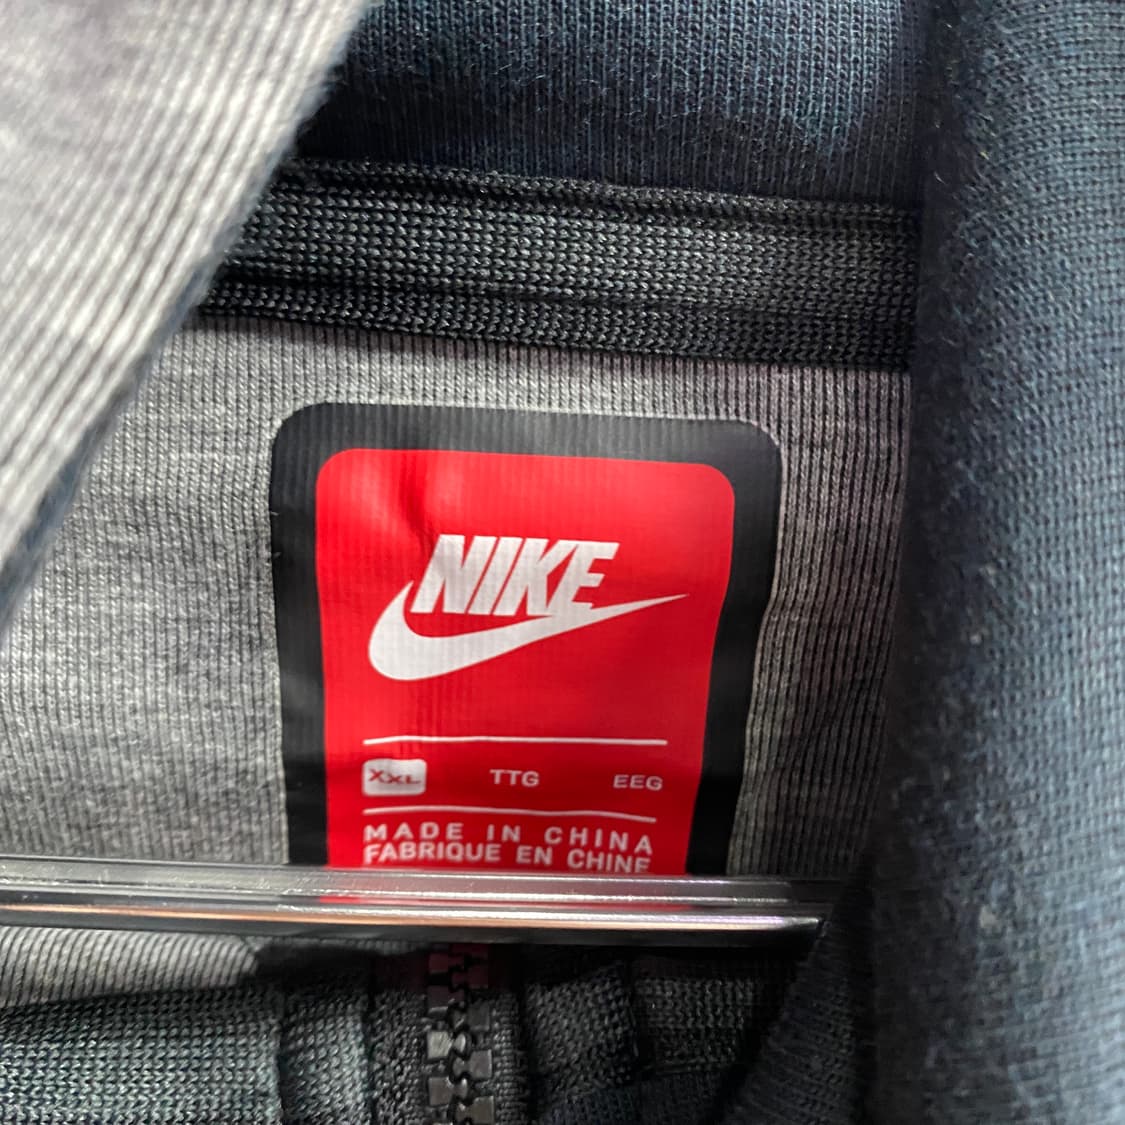 NIKE
XXL TTG EEG
MADE IN CHINA
FABRIQUE EN CHINE